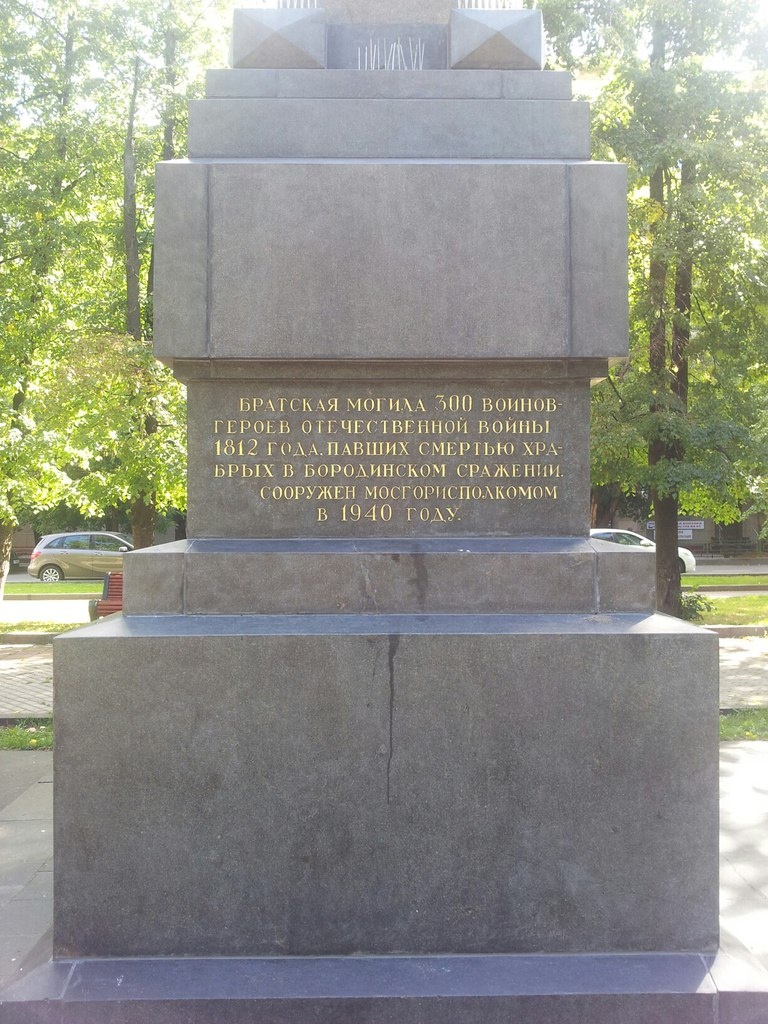 БРАТСКАЯ МОГИЛА 300 ВОИНОВ-
ГЕРОЕВ ОТЕЧЕСТВЕННОЙ ВОЙНЫ
1812 ГОДА, ПАВШИХ СМЕРТЬЮ ХРА-
БРЫХ В БОРОДИНСКОМ СРАЖЕНИИ.
СООРУЖЕН МОСГОРИСПОЛКОМОМ
В 1940 ГОДУ.